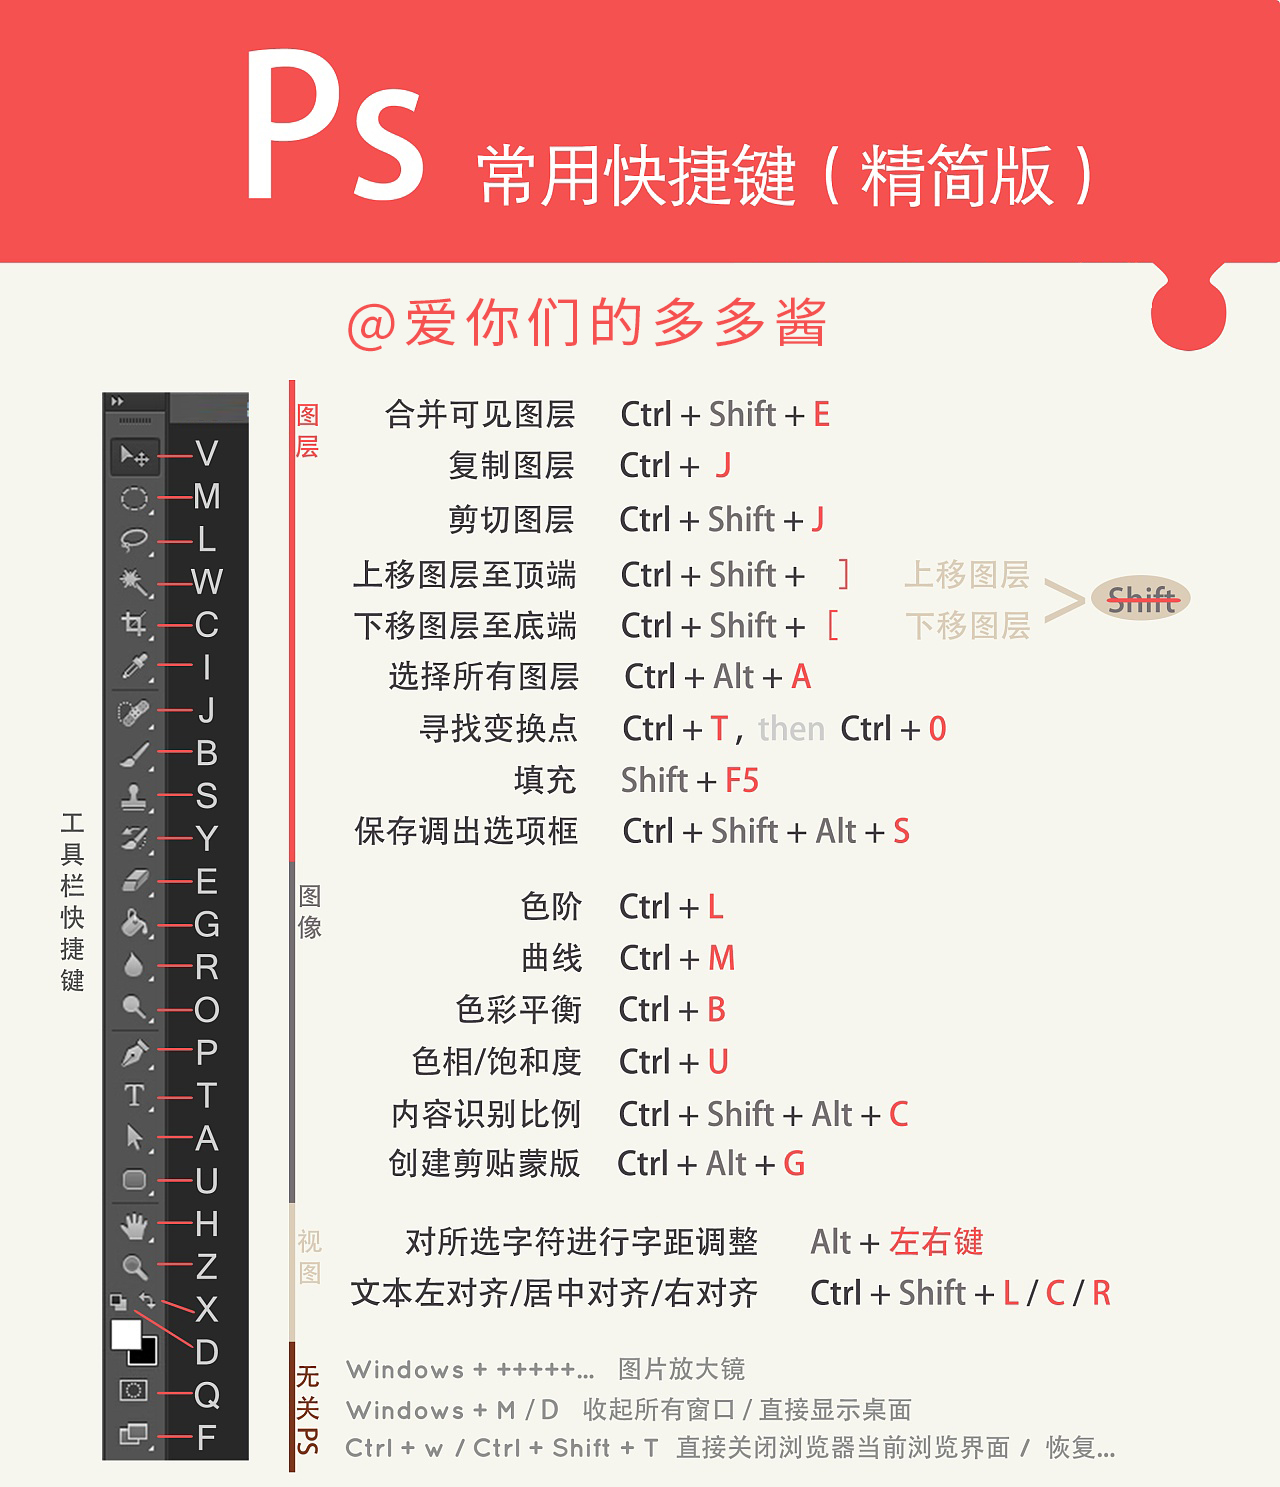 Ps 常用快捷键（精简版）
@爱你们的多多酱
工具栏快捷键
V
M
L
W
C
I
J
B
S
Y
E
G
R
O
P
T
A
U
H
Z
X
D
Q
F
图层
合并可见图层 Ctrl + Shift + E
复制图层 Ctrl + J
剪切图层 Ctrl + Shift + J
上移图层至顶端 Ctrl + Shift + ] 上移图层
下移图层至底端 Ctrl + Shift + [ 下移图层
> Shift
选择所有图层 Ctrl + Alt + A
寻找变换点 Ctrl + T, then Ctrl + 0
填充 Shift + F5
保存调出选项框 Ctrl + Shift + Alt + S
图像
色阶 Ctrl + L
曲线 Ctrl + M
色彩平衡 Ctrl + B
色相/饱和度 Ctrl + U
内容识别比例 Ctrl + Shift + Alt + C
创建剪贴蒙版 Ctrl + Alt + G
视图
对所选字符进行字距调整 Alt + 左右键
文本左对齐/居中对齐/右对齐 Ctrl + Shift + L / C / R
无关PS
Windows + +++++... 图片放大镜
Windows + M / D 收起所有窗口 / 直接显示桌面
Ctrl + w / Ctrl + Shift + T 直接关闭浏览器当前浏览界面 / 恢复...